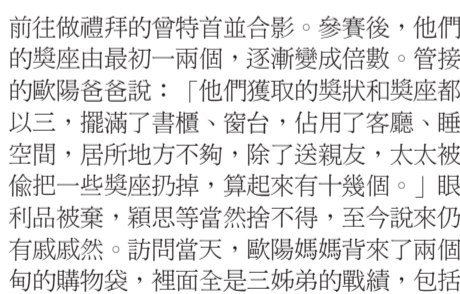 前往做禮拜的曾特首並合影。參賽後，他們
的獎座由最初一兩個，逐漸變成倍數。管接
的歐陽爸爸說：「他們獲取的獎狀和獎座都
以三，擺滿了書櫃、窗台，佔用了客廳、睡
空間，居所地方不夠，除了送親友，太太被
偷把一些獎座扔掉，算起來有十幾個。」眼
利品被棄，穎思等當然捨不得，至今說來仍
有戚戚然。訪問當天，歐陽媽媽背來了兩個
甸的購物袋，裡面全是三姊弟的戰績，包括